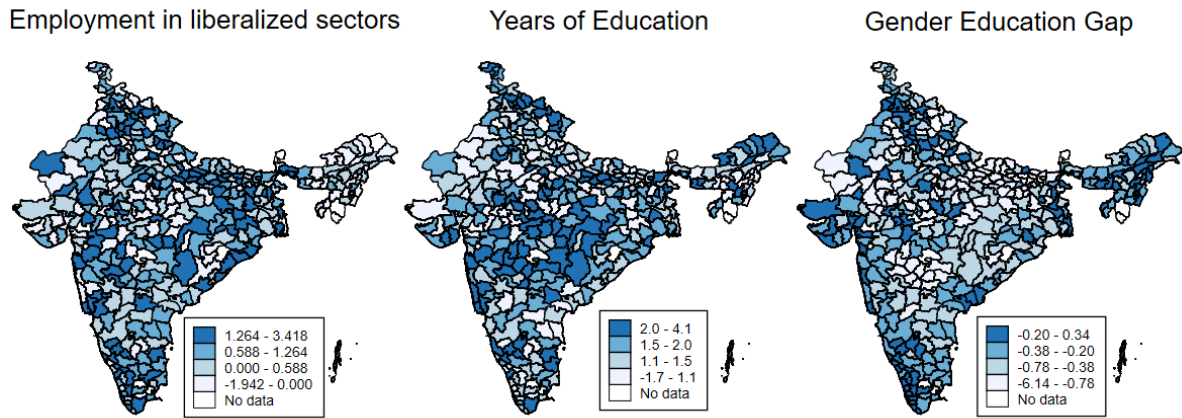 Employment in liberalized sectors
Years of Education
Gender Education Gap
1.264 - 3.418
0.588 - 1.264
0.000 - 0.588
-1.942 - 0.000
No data
2.0 - 4.1
1.5 - 2.0
1.1 - 1.5
-1.7 - 1.1
No data
-0.20 - 0.34
-0.38 - -0.20
-0.78 - -0.38
-6.14 - -0.78
No data